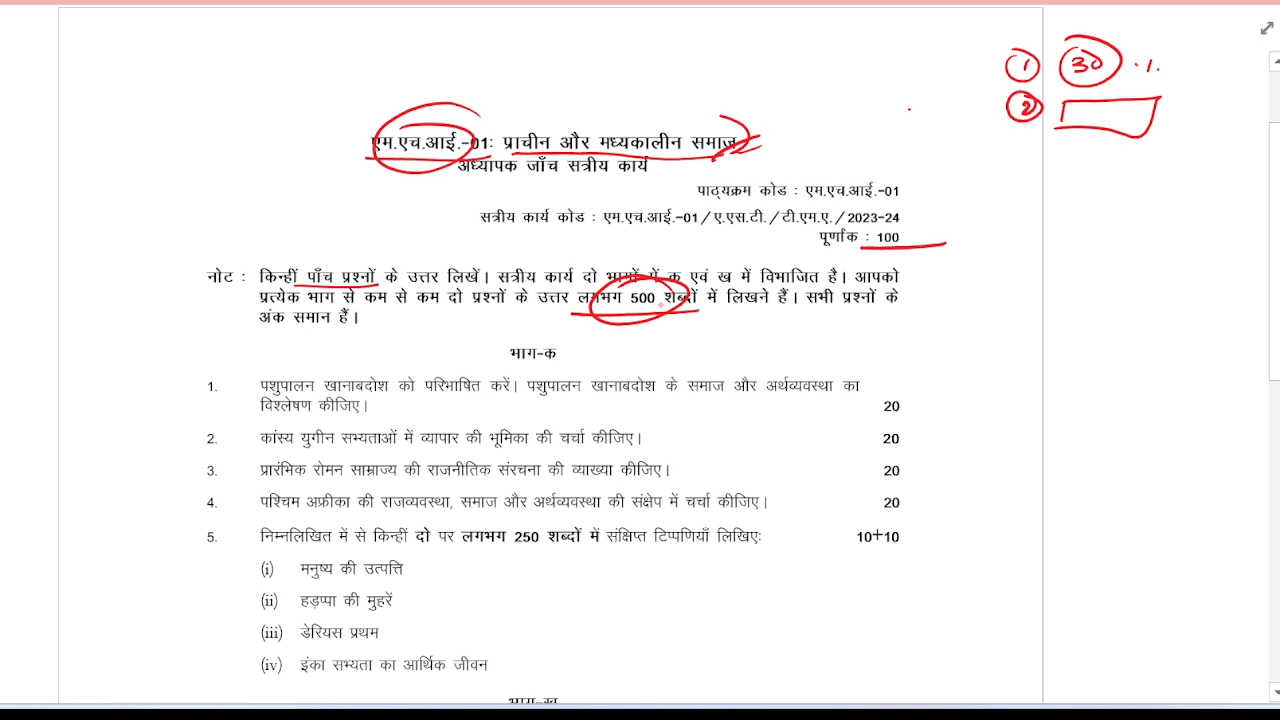 ① 30 ·1.
②
एम.एच.आई.-01: प्राचीन और मध्यकालीन समाज
अध्यापक जाँच सत्रीय कार्य
पाठ्यक्रम कोड : एम.एच.आई.-01
सत्रीय कार्य कोड : एम.एच.आई.-01/ए.एस.टी./टी.एम.ए./2023-24
पूर्णांक : 100
नोट : किन्हीं पाँच प्रश्नों के उत्तर लिखें। सत्रीय कार्य दो भागों में क एवं ख में विभाजित है। आपको
प्रत्येक भाग से कम से कम दो प्रश्नों के उत्तर लगभग 500 शब्दों में लिखने हैं। सभी प्रश्नों के
अंक समान हैं।
भाग-क
1. पशुपालन खानाबदोश को परिभाषित करें। पशुपालन खानाबदोश के समाज और अर्थव्यवस्था का
विश्लेषण कीजिए। 20
2. कांस्य युगीन सभ्यताओं में व्यापार की भूमिका की चर्चा कीजिए। 20
3. प्रारंभिक रोमन साम्राज्य की राजनीतिक संरचना की व्याख्या कीजिए। 20
4. पश्चिम अफ्रीका की राजव्यवस्था, समाज और अर्थव्यवस्था की संक्षेप में चर्चा कीजिए। 20
5. निम्नलिखित में से किन्हीं दो पर लगभग 250 शब्दों में संक्षिप्त टिप्पणियाँ लिखिए: 10+10
(i) मनुष्य की उत्पत्ति
(ii) हड़प्पा की मुहरें
(iii) डेरियस प्रथम
(iv) इंका सभ्यता का आर्थिक जीवन
भाग-ख